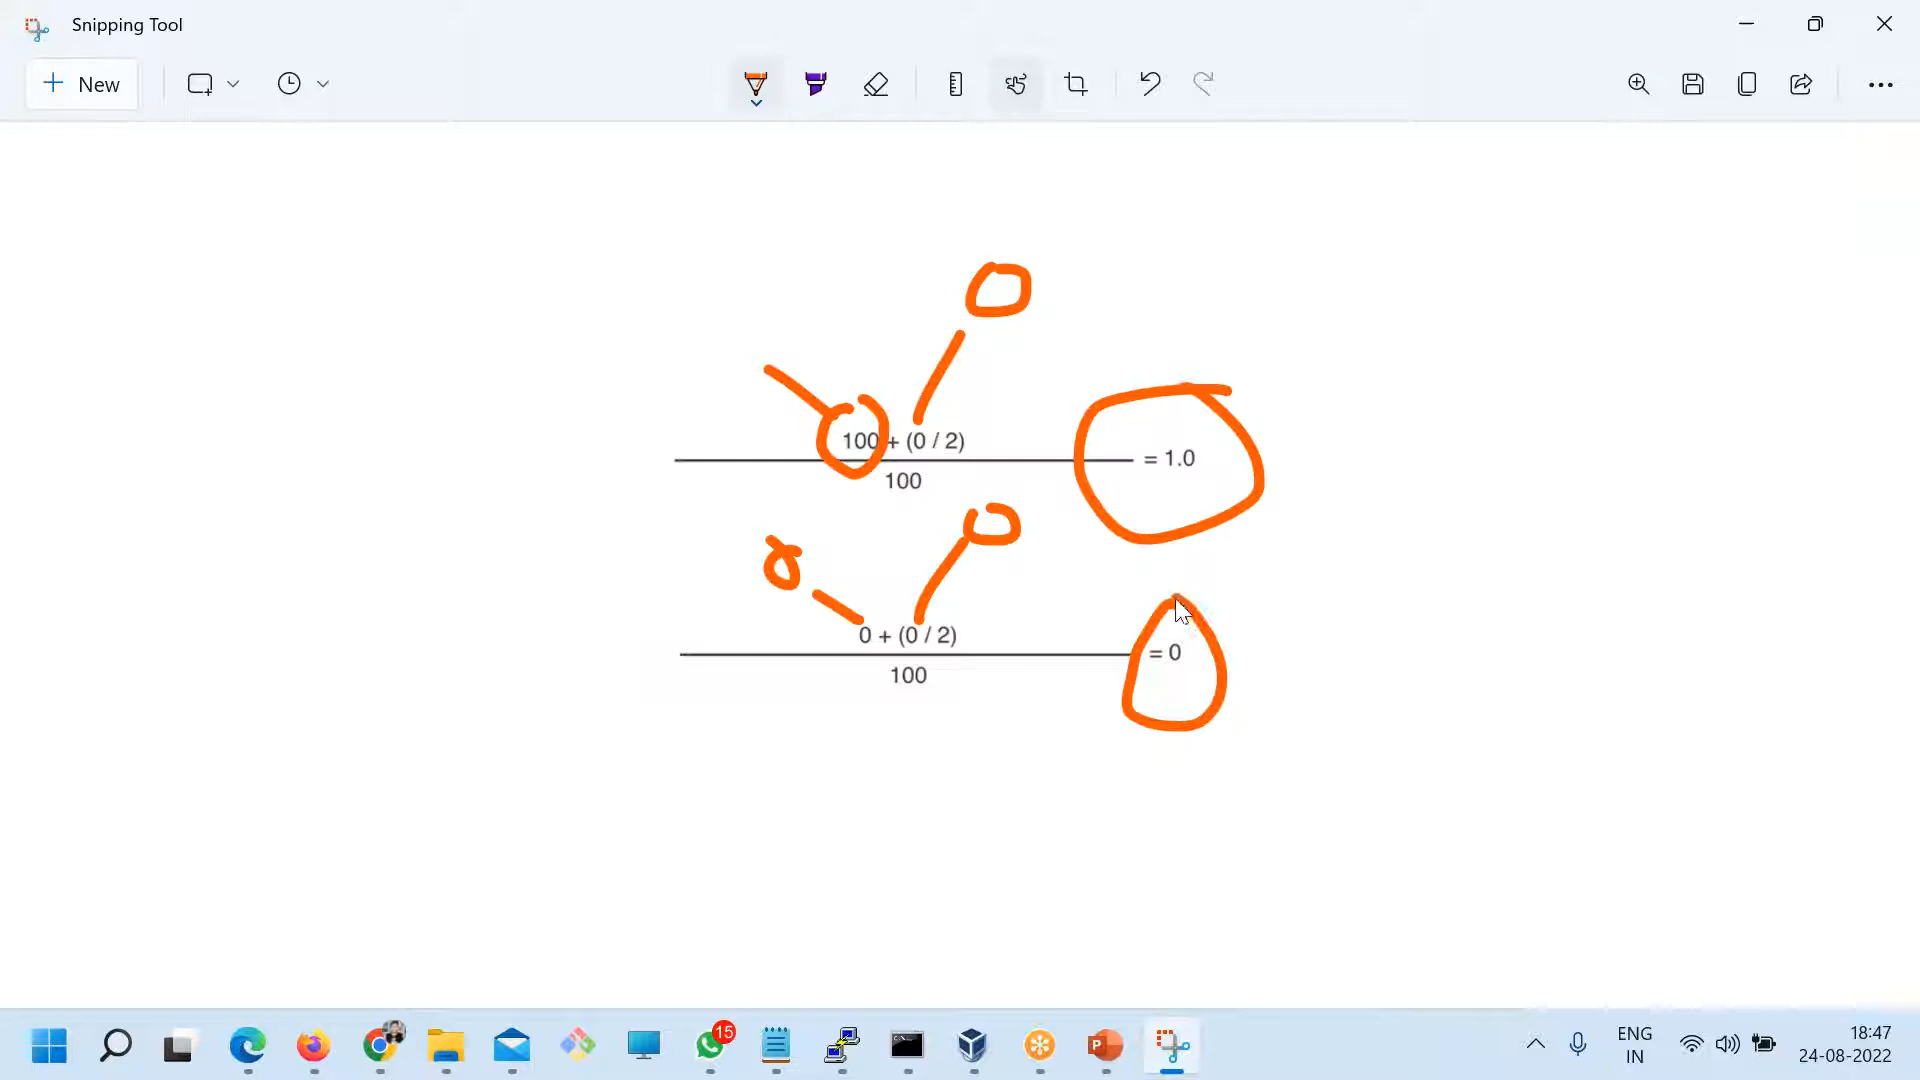 Snipping Tool
New
100 + (0 / 2)
= 1.0
100
0 + (0 / 2)
= 0
100
15
ENG
IN
18:47
24-08-2022